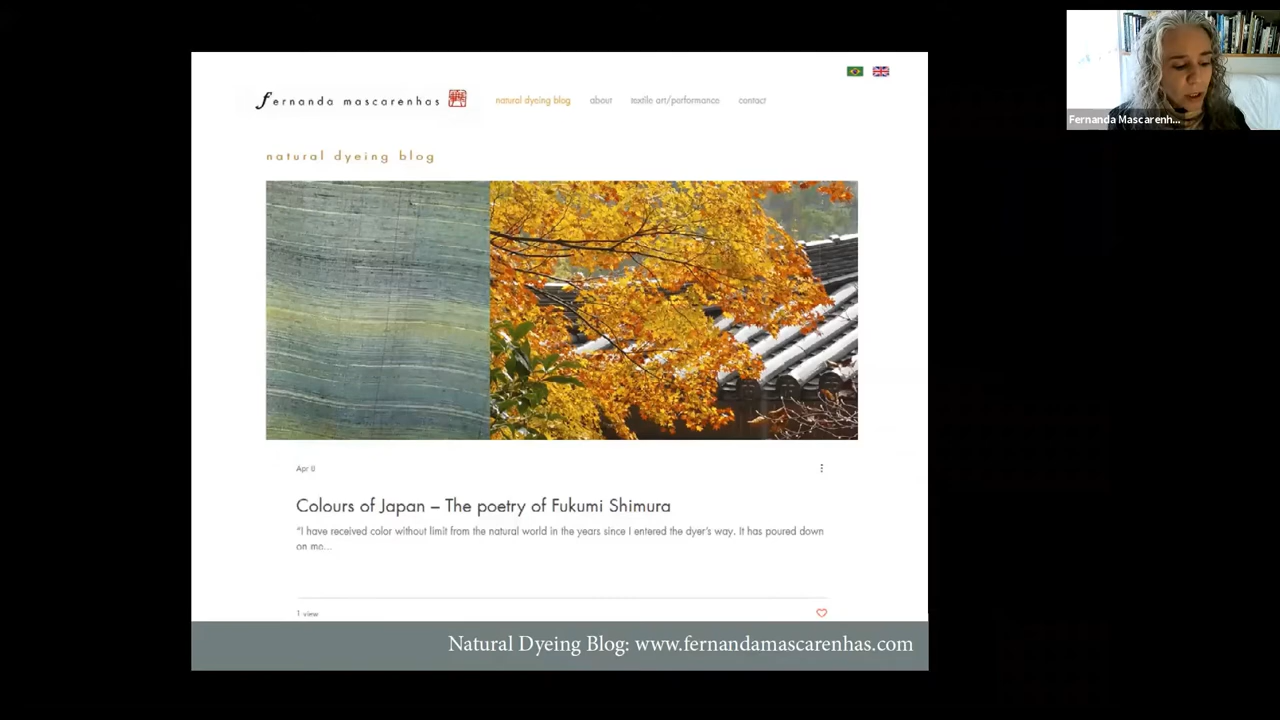 fernanda mascarenhas
natural dyeing blog about textile art/performance contact
Fernanda Mascarenh...
natural dyeing blog
Apr 8
Colours of Japan – The poetry of Fukumi Shimura
“I have received color without limit from the natural world in the years since I entered the dyer’s way. It has poured down
on me...
1 view
Natural Dyeing Blog: www.fernandamascarenhas.com